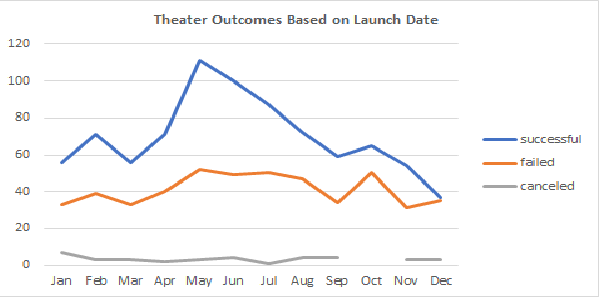 Theater Outcomes Based on Launch Date
120
100
80
60
40
20
0
Jan Feb Mar Apr May Jun Jul Aug Sep Oct Nov Dec
successful
failed
canceled